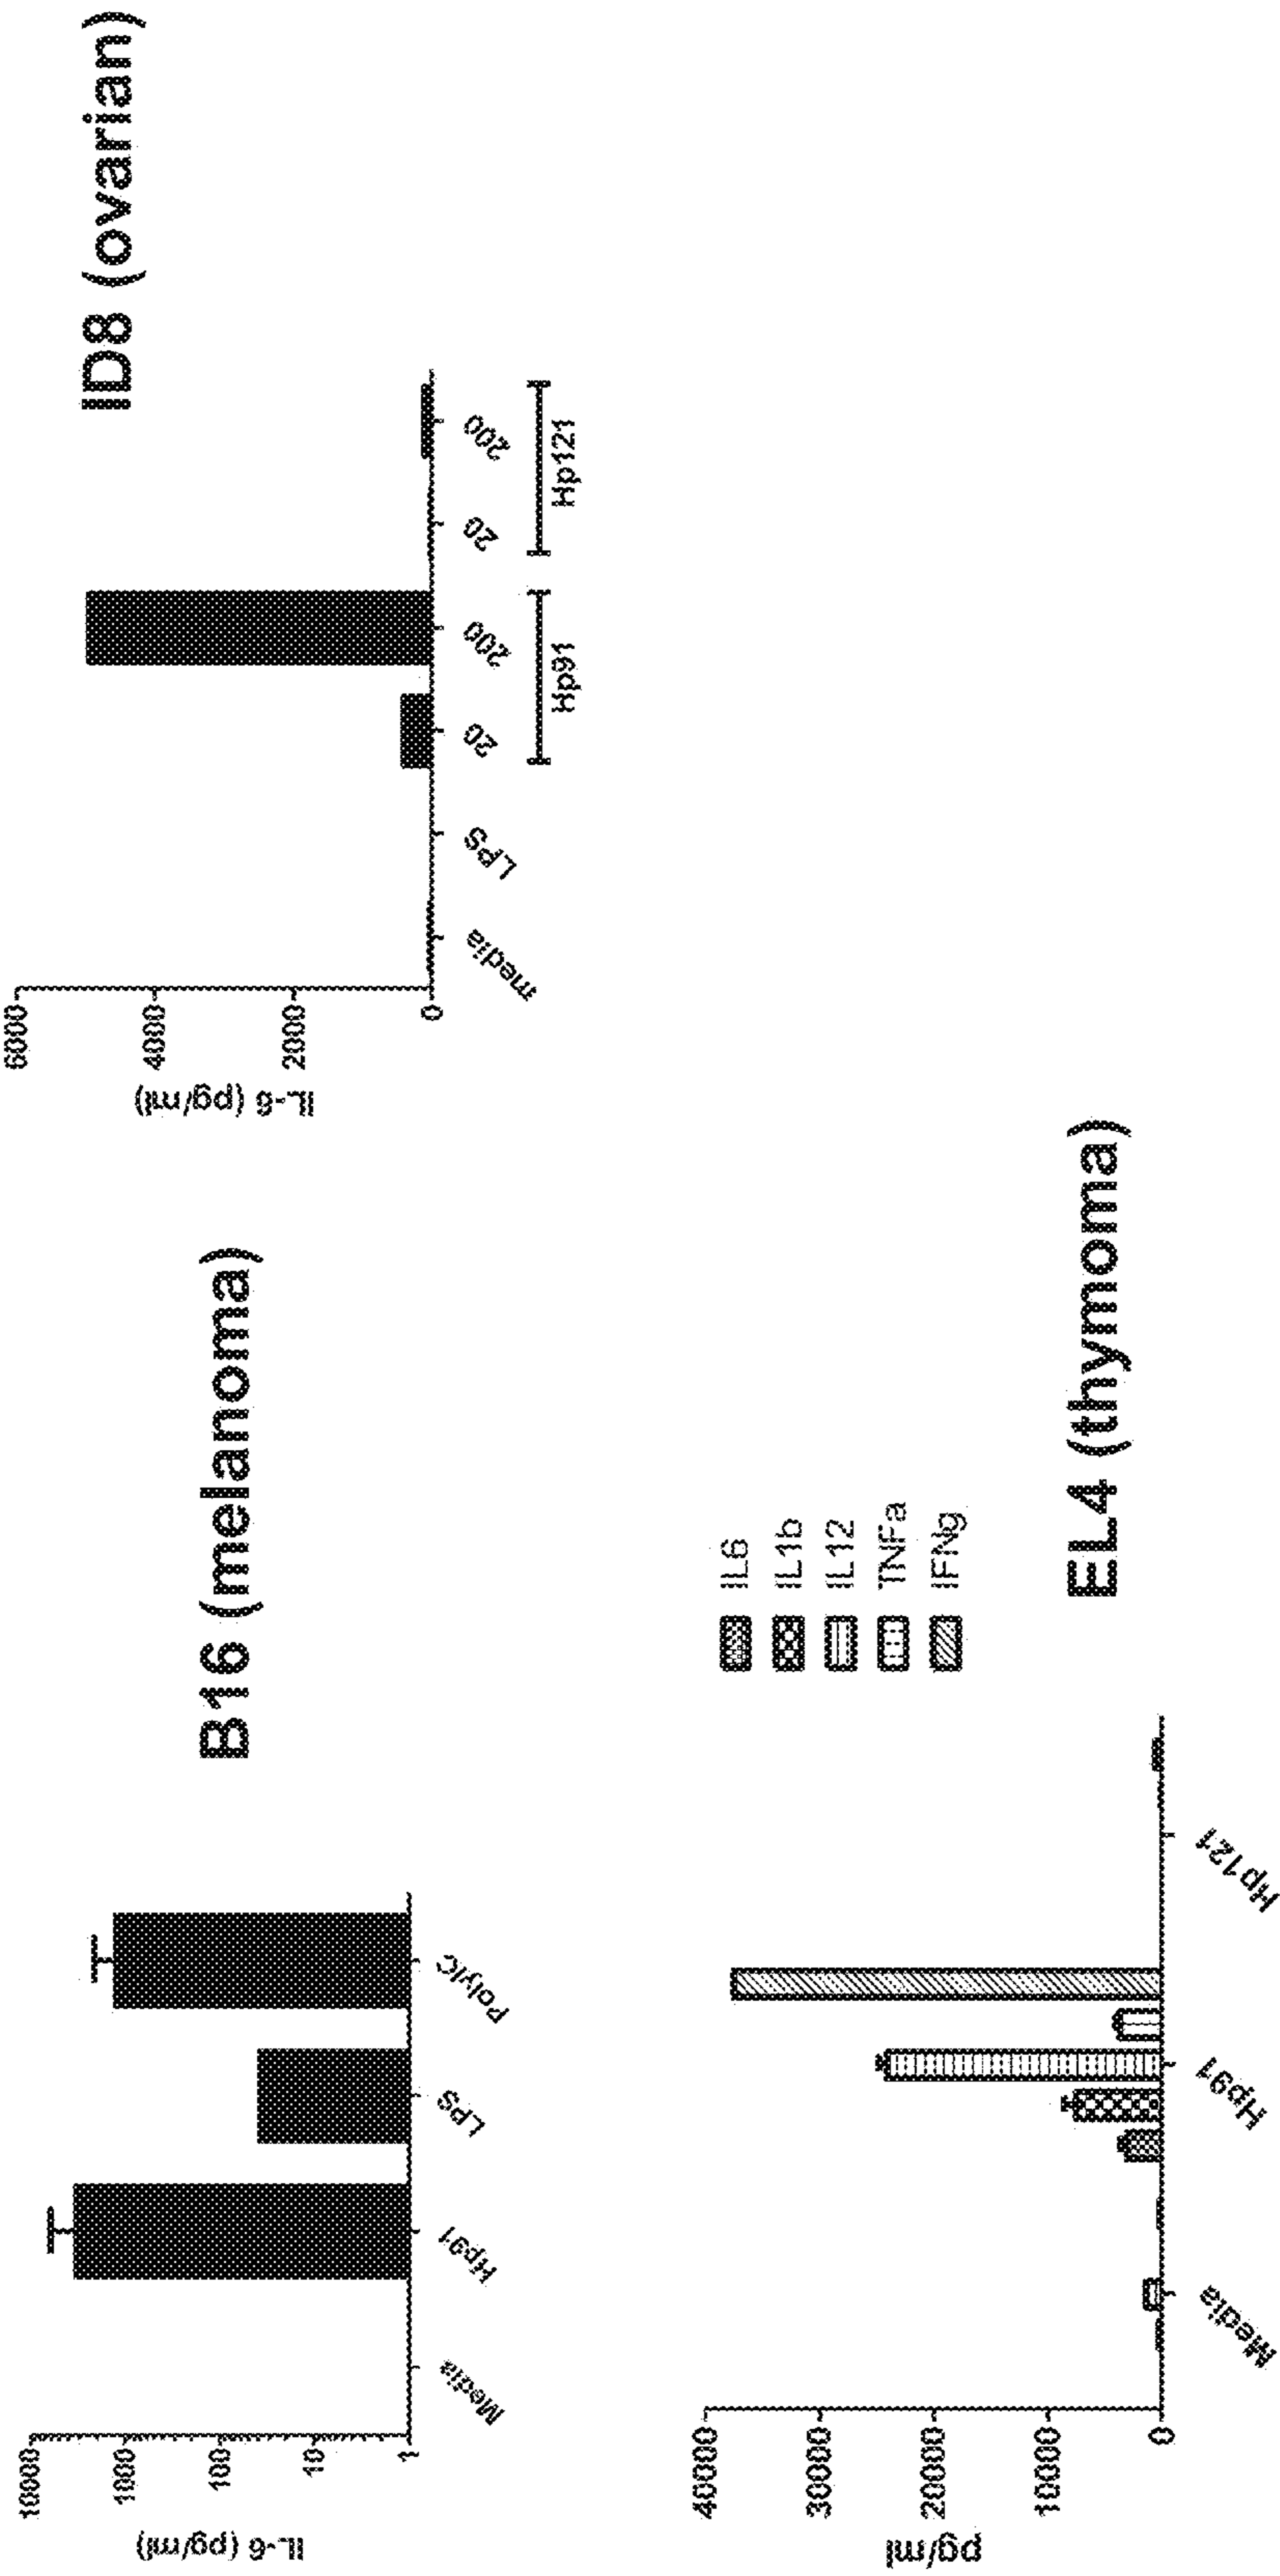 B16 (melanoma)
IL-6 (pg/ml)
10000
1000
100
10
1
Media
Hp91
LPS
PolyIC
ID8 (ovarian)
IL-6 (pg/ml)
6000
4000
2000
0
media
LPS
20
200
20
200
Hp91
Hp121
EL4 (thymoma)
pg/ml
40000
30000
20000
10000
0
Media
Hp91
Hp121
IL6
IL1b
IL12
TNFa
IFNg